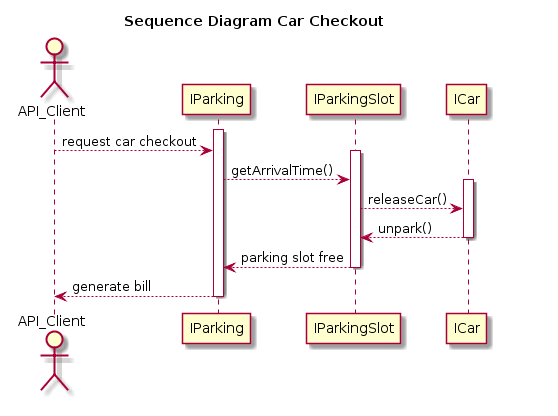 Sequence Diagram Car Checkout
API_Client
IParking
IParkingSlot
ICar
request car checkout
getArrivalTime()
releaseCar()
unpark()
parking slot free
generate bill
API_Client
IParking
IParkingSlot
ICar